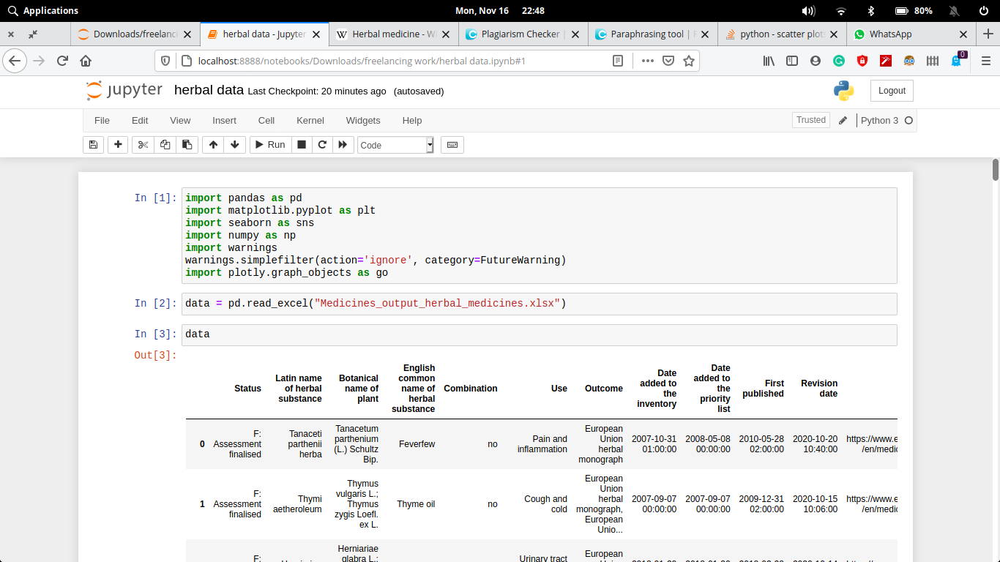 Applications
Mon, Nov 16 22:48
80%
Downloads/freelanc
herbal data - Jupyter
Herbal medicine - W
Plagiarism Checker |
Paraphrasing tool |
python - scatter plot
WhatsApp
localhost:8888/notebooks/Downloads/freelancing work/herbal data.ipynb#1
0
jupyter herbal data Last Checkpoint: 20 minutes ago (autosaved)
Logout
File Edit View Insert Cell Kernel Widgets Help
Trusted
Python 3
Run
Code
In [1]:
import pandas as pd
import matplotlib.pyplot as plt
import seaborn as sns
import numpy as np
import warnings
warnings.simplefilter(action='ignore', category=FutureWarning)
import plotly.graph_objects as go
In [2]: data = pd.read_excel("Medicines_output_herbal_medicines.xlsx")
In [3]: data
Out[3]:
Status
Latin name
of herbal
substance
Botanical
name of
plant
English
common
name of
herbal
substance
Combination
Use
Outcome
Date
added to
the
inventory
Date
added to
the
priority
list
First
published
Revision
date
0
F:
Assessment
finalised
Tanaceti
parthenii
herba
Tanacetum
parthenium
(L.) Schultz
Bip.
Feverfew
no
Pain and
inflammation
European
Union
herbal
monograph
2007-10-31
01:00:00
2008-05-08
00:00:00
2010-05-28
02:00:00
2020-10-20
10:40:00
https://www.e
/en/medic
1
F:
Assessment
finalised
Thymi
aetheroleum
Thymus
vulgaris L.;
Thymus
zygis Loefl.
ex L.
Thyme oil
no
Cough and
cold
European
Union
herbal
monograph,
European
Unio...
2007-09-07
00:00:00
2007-09-07
00:00:00
2009-12-31
02:00:00
2020-10-15
10:06:00
https://www.e
/en/medic
F:
Herniariae
glabra L.;
Urinary tract
European